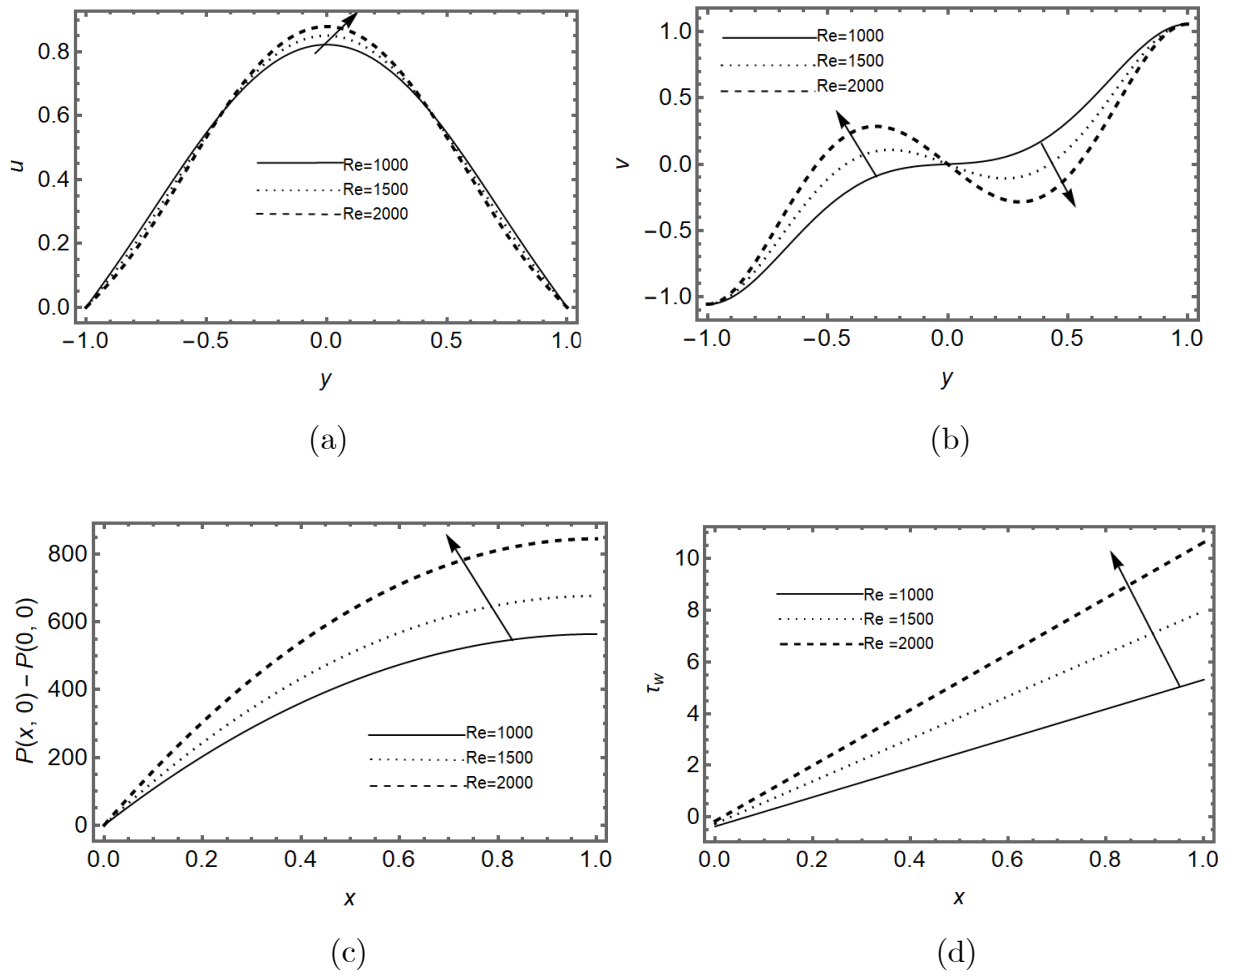 0.8
0.6
0.4
0.2
0.0
u
Re=1000
Re=1500
Re=2000
−1.0 −0.5 0.0 0.5 1.0
y
(a)
1.0
0.5
0.0
−0.5
−1.0
v
Re=1000
Re=1500
Re=2000
−1.0 −0.5 0.0 0.5 1.0
y
(b)
800
600
400
200
0
P(x, 0) − P(0, 0)
Re=1000
Re=1500
Re=2000
0.0 0.2 0.4 0.6 0.8 1.0
x
(c)
10
8
6
4
2
0
τw
Re =1000
Re =1500
Re =2000
0.0 0.2 0.4 0.6 0.8 1.0
x
(d)